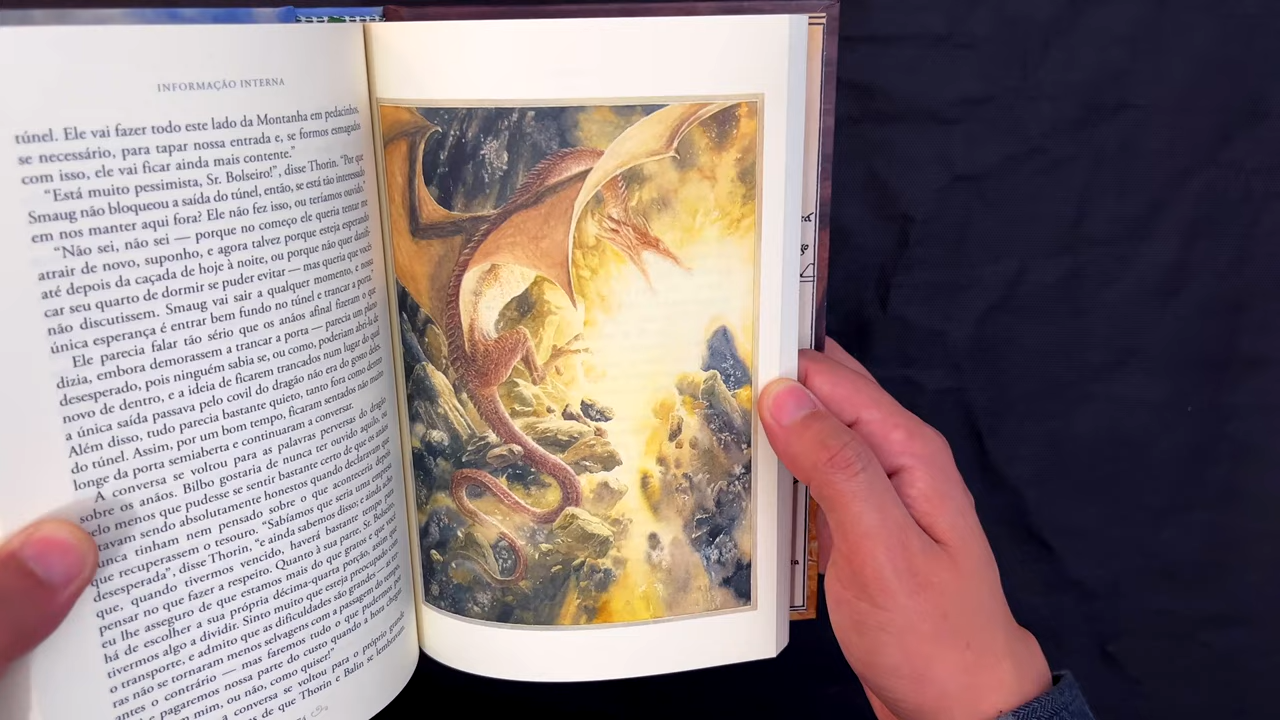 INFORMAÇÃO INTERNA
túnel. Ele vai fazer todo este lado da Montanha em pedacinhos,
se necessário, para tapar nossa entrada e, se formos esmagados
com isso, ele vai ficar ainda mais contente.”
“Está muito pessimista, Sr. Bolseiro!”, disse Thorin. “Por que
Smaug não bloqueou a saída do túnel, então, se está tão interessado
em nos manter aqui fora? Ele não fez isso, ou teríamos ouvido.”
“Não sei, não sei — porque no começo ele queria tentar me
atrair de novo, suponho, e agora talvez porque esteja esperando
até depois da caçada de hoje à noite, ou porque não quer danifi-
car seu quarto de dormir se puder evitar — mas queria que vocês
não discutissem. Smaug vai sair a qualquer momento, e nossa
única esperança é entrar bem fundo no túnel e trancar a porta.”
Ele parecia falar tão sério que os anãos afinal fizeram o que
dizia, embora demorassem a trancar a porta — parecia um plano
desesperado, pois ninguém sabia se, ou como, poderiam abri-la de
novo de dentro, e a ideia de ficarem trancados num lugar do qual
a única saída passava pelo covil do dragão não era do gosto deles.
Além disso, tudo parecia bastante quieto, tanto fora como dentro
do túnel. Assim, por um bom tempo, ficaram sentados não muito
longe da porta semiaberta e continuaram a conversar.
A conversa se voltou para as palavras perversas do dragão
sobre os anãos. Bilbo gostaria de nunca ter ouvido aquilo, ou
pelo menos que pudesse se sentir bastante certo de que os anãos
estavam sendo absolutamente honestos quando declaravam que
nunca tinham nem pensado sobre o que aconteceria depois
que recuperassem o tesouro. “Sabíamos que seria uma empresa
desesperada”, disse Thorin, “e ainda sabemos disso; e ainda acho
que, quando tivermos vencido, haverá bastante tempo para
pensar no que fazer a respeito. Quanto à sua parte, Sr. Bolseiro,
eu lhe asseguro de que estamos mais do que gratos e que você
há de escolher a sua própria décima-quarta porção, assim que
tivermos algo a dividir. Sinto muito que esteja preocupado com
o transporte, e admito que as dificuldades são grandes — as ter-
ras não se tornaram menos selvagens com a passagem do tempo,
antes o contrário — mas faremos tudo o que pudermos por
e pagaremos nossa parte do custo quando a hora chegar.
em mim, ou não, como quiser!”
a conversa se voltou para o próprio grande
de que Thorin e Balin se lembravam